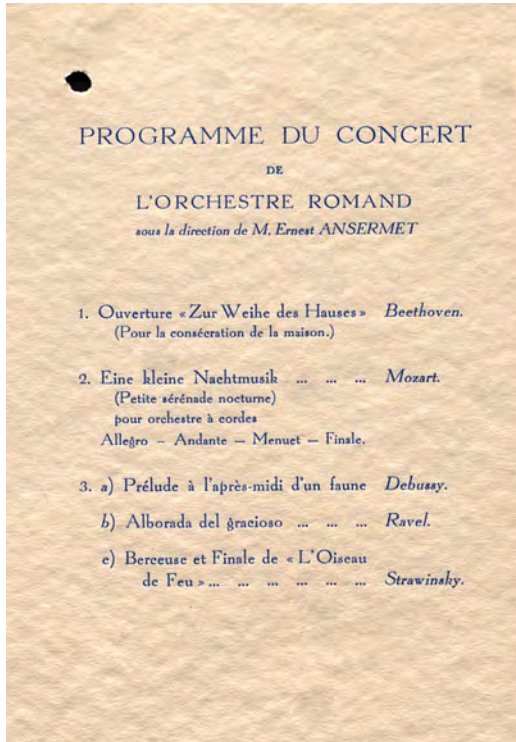 PROGRAMME DU CONCERT
DE
L'ORCHESTRE ROMAND
sous la direction de M. Ernest ANSERMET
1. Ouverture «Zur Weihe des Hauses» Beethoven.
(Pour la consécration de la maison.)
2. Eine kleine Nachtmusik ... ... ... Mozart.
(Petite sérénade nocturne)
pour orchestre à cordes
Allegro – Andante — Menuet — Finale.
3. a) Prélude à l'après-midi d'un faune Debussy.
b) Alborada del gracioso ... ... ... Ravel.
c) Berceuse et Finale de « L'Oiseau
de Feu » ... ... ... ... ... ... Strawinsky.